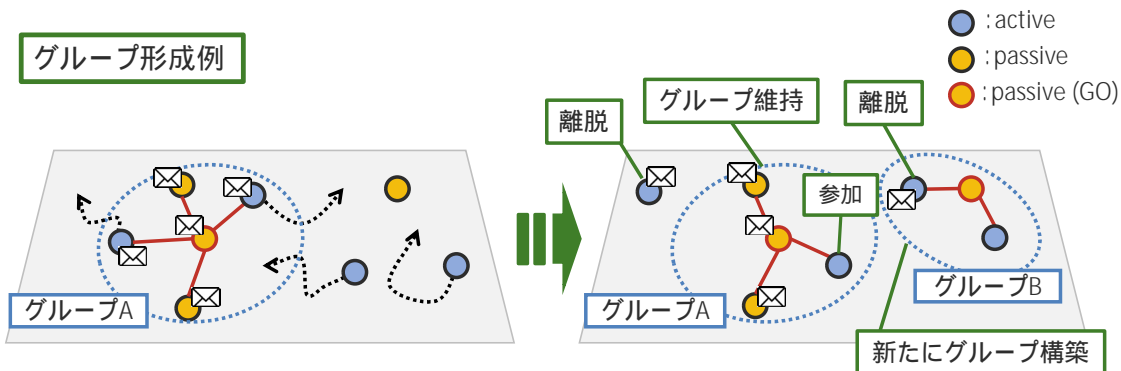 グループ形成例
: active
: passive
: passive (GO)
離脱
グループ維持
離脱
参加
グループA
グループA
グループB
新たにグループ構築